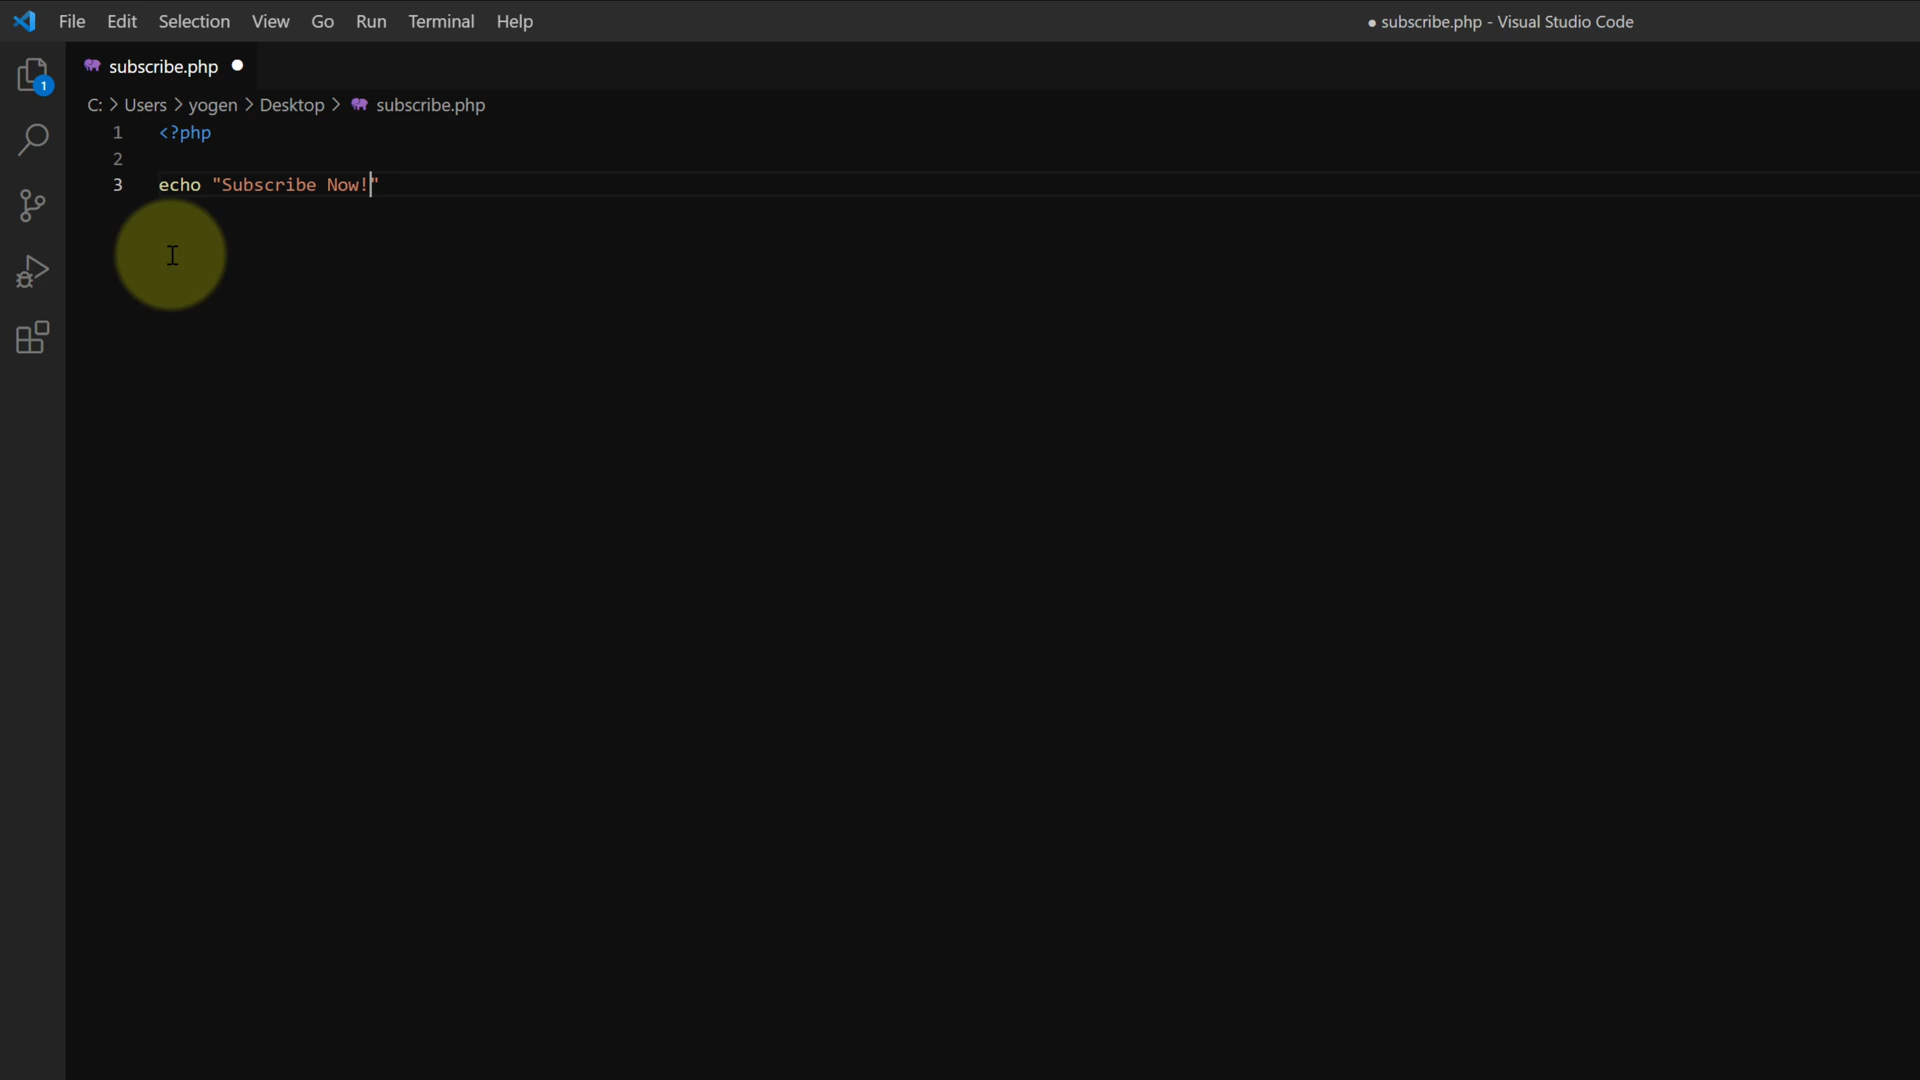 File Edit Selection View Go Run Terminal Help ● subscribe.php - Visual Studio Code
1
subscribe.php ●
C: > Users > yogen > Desktop > subscribe.php
1 <?php
2
3 echo "Subscribe Now!"